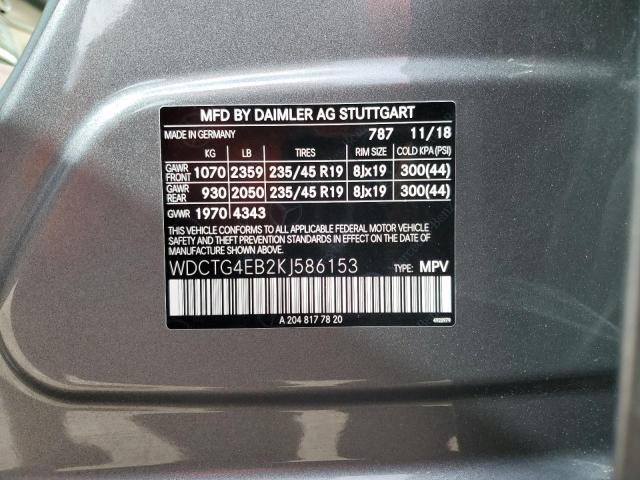 MFD BY DAIMLER AG STUTTGART
MADE IN GERMANY 787 11/18
KG LB TIRES RIM SIZE COLD KPA (PSI)
GAWR FRONT 1070 2359 235/45 R19 8Jx19 300(44)
GAWR REAR 930 2050 235/45 R19 8Jx19 300(44)
GVWR 1970 4343
THIS VEHICLE CONFORMS TO ALL APPLICABLE FEDERAL MOTOR VEHICLE SAFETY AND
THEFT PREVENTION STANDARDS IN EFFECT ON THE DATE OF MANUFACTURE SHOWN ABOVE.
WDCTG4EB2KJ586153 TYPE: MPV
A 204 817 78 20